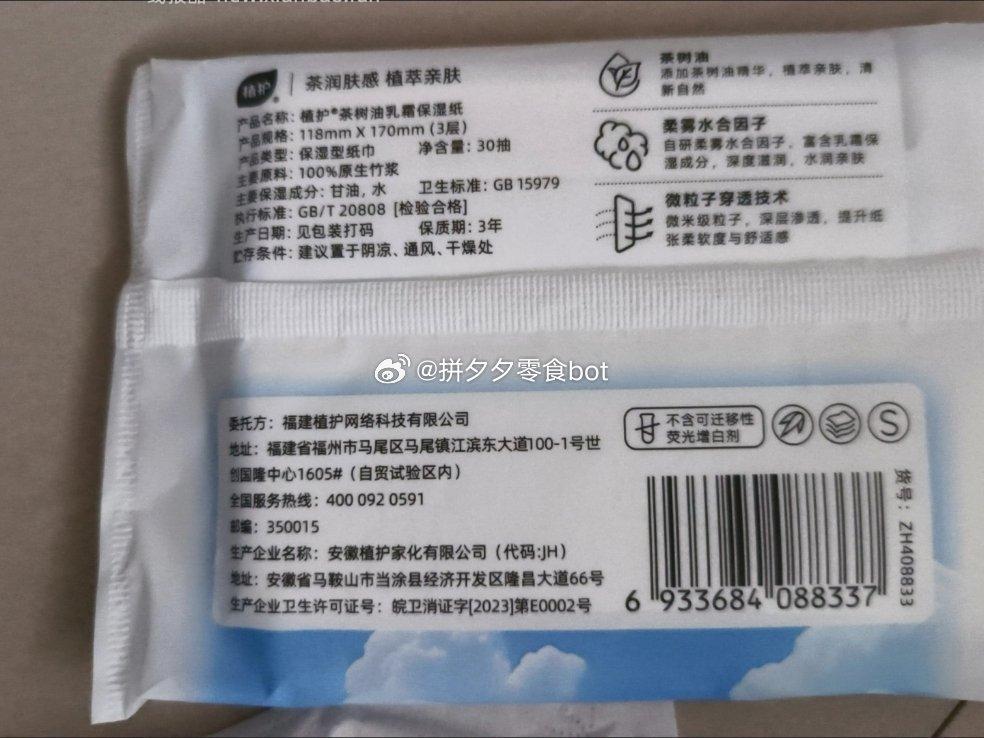 植护
茶润肤感 植萃亲肤
产品名称：植护®茶树油乳霜保湿纸
产品规格：118mm X 170mm (3层)
产品类型：保湿型纸巾 净含量：30抽
主要原料：100%原生竹浆
主要保湿成分：甘油，水 卫生标准：GB 15979
执行标准：GB/T 20808 [检验合格]
生产日期：见包装打码 保质期：3年
贮存条件：建议置于阴凉、通风、干燥处
茶树油
添加茶树油精华，植萃亲肤，清
新自然
柔雾水合因子
自研柔雾水合因子，富含乳霜保
湿成分，深度滋润，水润亲肤
微粒子穿透技术
微米级粒子，深层渗透，提升纸
张柔软度与舒适感
@拼夕夕零食bot
委托方：福建植护网络科技有限公司
地址：福建省福州市马尾区马尾镇江滨东大道100-1号世
创国隆中心1605#（自贸试验区内）
全国服务热线：400 092 0591
邮编：350015
生产企业名称：安徽植护家化有限公司（代码:JH）
地址：安徽省马鞍山市当涂县经济开发区隆昌大道66号
生产企业卫生许可证号：皖卫消证字[2023]第E0002号
不含可迁移性
荧光增白剂
S
6 933684 088337
货号：ZH408833